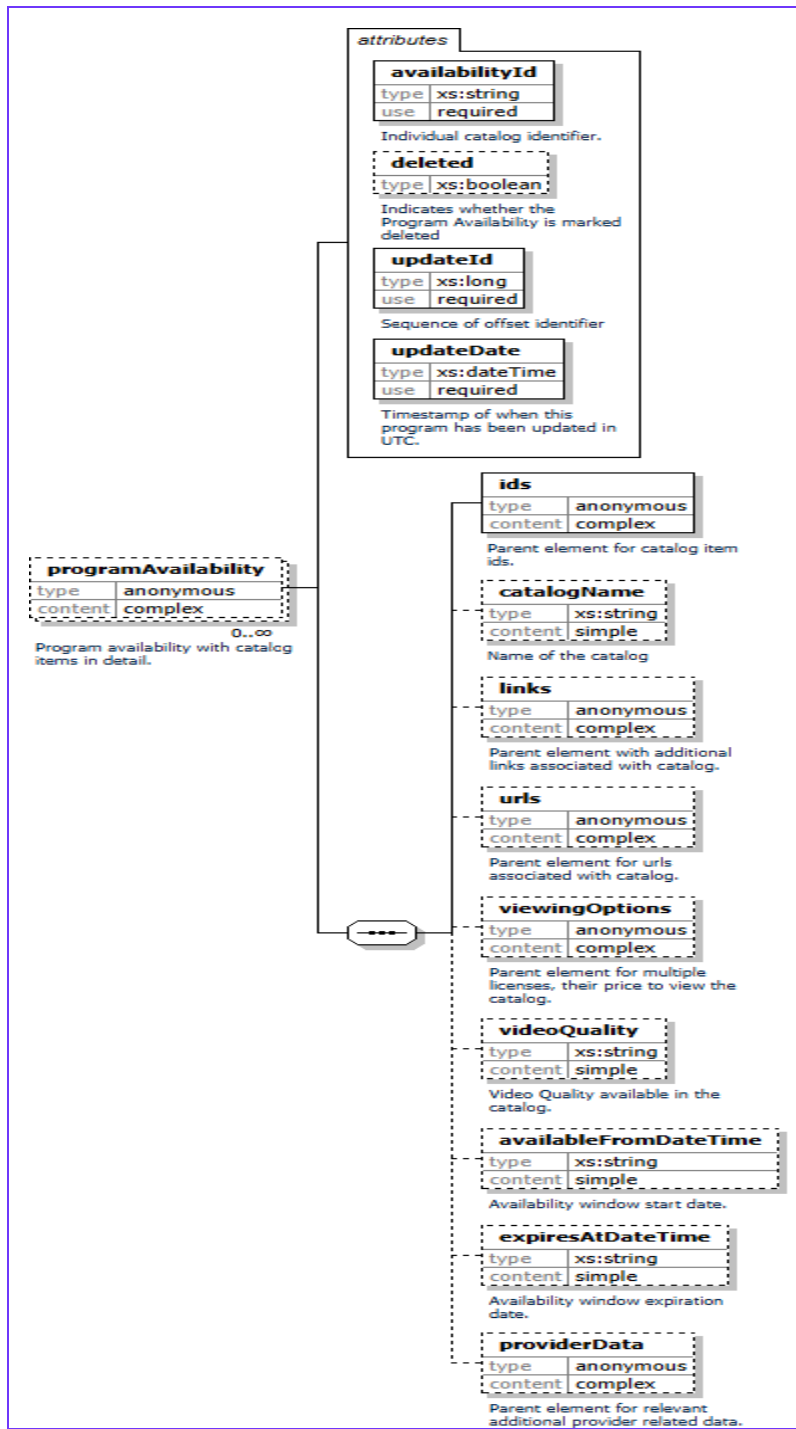 attributes
availabilityId
type xs:string
use required
Individual catalog identifier.
deleted
type xs:boolean
Indicates whether the
Program Availability is marked
deleted
updateId
type xs:long
use required
Sequence of offset identifier
updateDate
type xs:dateTime
use required
Timestamp of when this
program has been updated in
UTC.
programAvailability
type anonymous
content complex
0..∞
Program availability with catalog
items in detail.
ids
type anonymous
content complex
Parent element for catalog item
ids.
catalogName
type xs:string
content simple
Name of the catalog
links
type anonymous
content complex
Parent element with additional
links associated with catalog.
urls
type anonymous
content complex
Parent element for urls
associated with catalog.
viewingOptions
type anonymous
content complex
Parent element for multiple
licenses, their price to view the
catalog.
videoQuality
type xs:string
content simple
Video Quality available in the
catalog.
availableFromDateTime
type xs:string
content simple
Availability window start date.
expiresAtDateTime
type xs:string
content simple
Availability window expiration
date.
providerData
type anonymous
content complex
Parent element for relevant
additional provider related data.